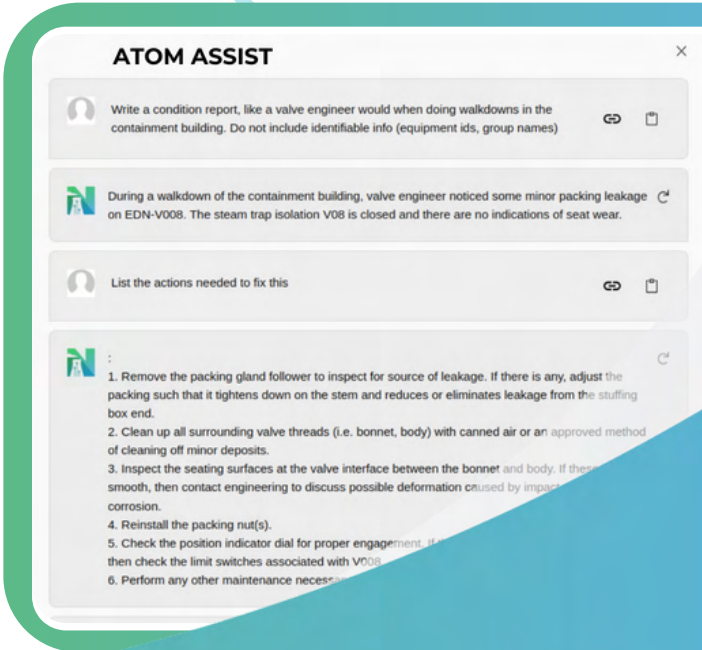 ATOM ASSIST
Write a condition report, like a valve engineer would when doing walkdowns in the
containment building. Do not include identifiable info (equipment ids, group names)
During a walkdown of the containment building, valve engineer noticed some minor packing leakage
on EDN-V008. The steam trap isolation V08 is closed and there are no indications of seat wear.
List the actions needed to fix this
:
1. Remove the packing gland follower to inspect for source of leakage. If there is any, adjust the
packing such that it tightens down on the stem and reduces or eliminates leakage from the stuffing
box end.
2. Clean up all surrounding valve threads (i.e. bonnet, body) with canned air or an approved method
of cleaning off minor deposits.
3. Inspect the seating surfaces at the valve interface between the bonnet and body. If
smooth, then contact engineering to discuss possible deformation caused by
corrosion.
4. Reinstall the packing nut(s).
5. Check the position indicator dial for proper engagement.
then check the limit switches associated with V008
6. Perform any other maintenance